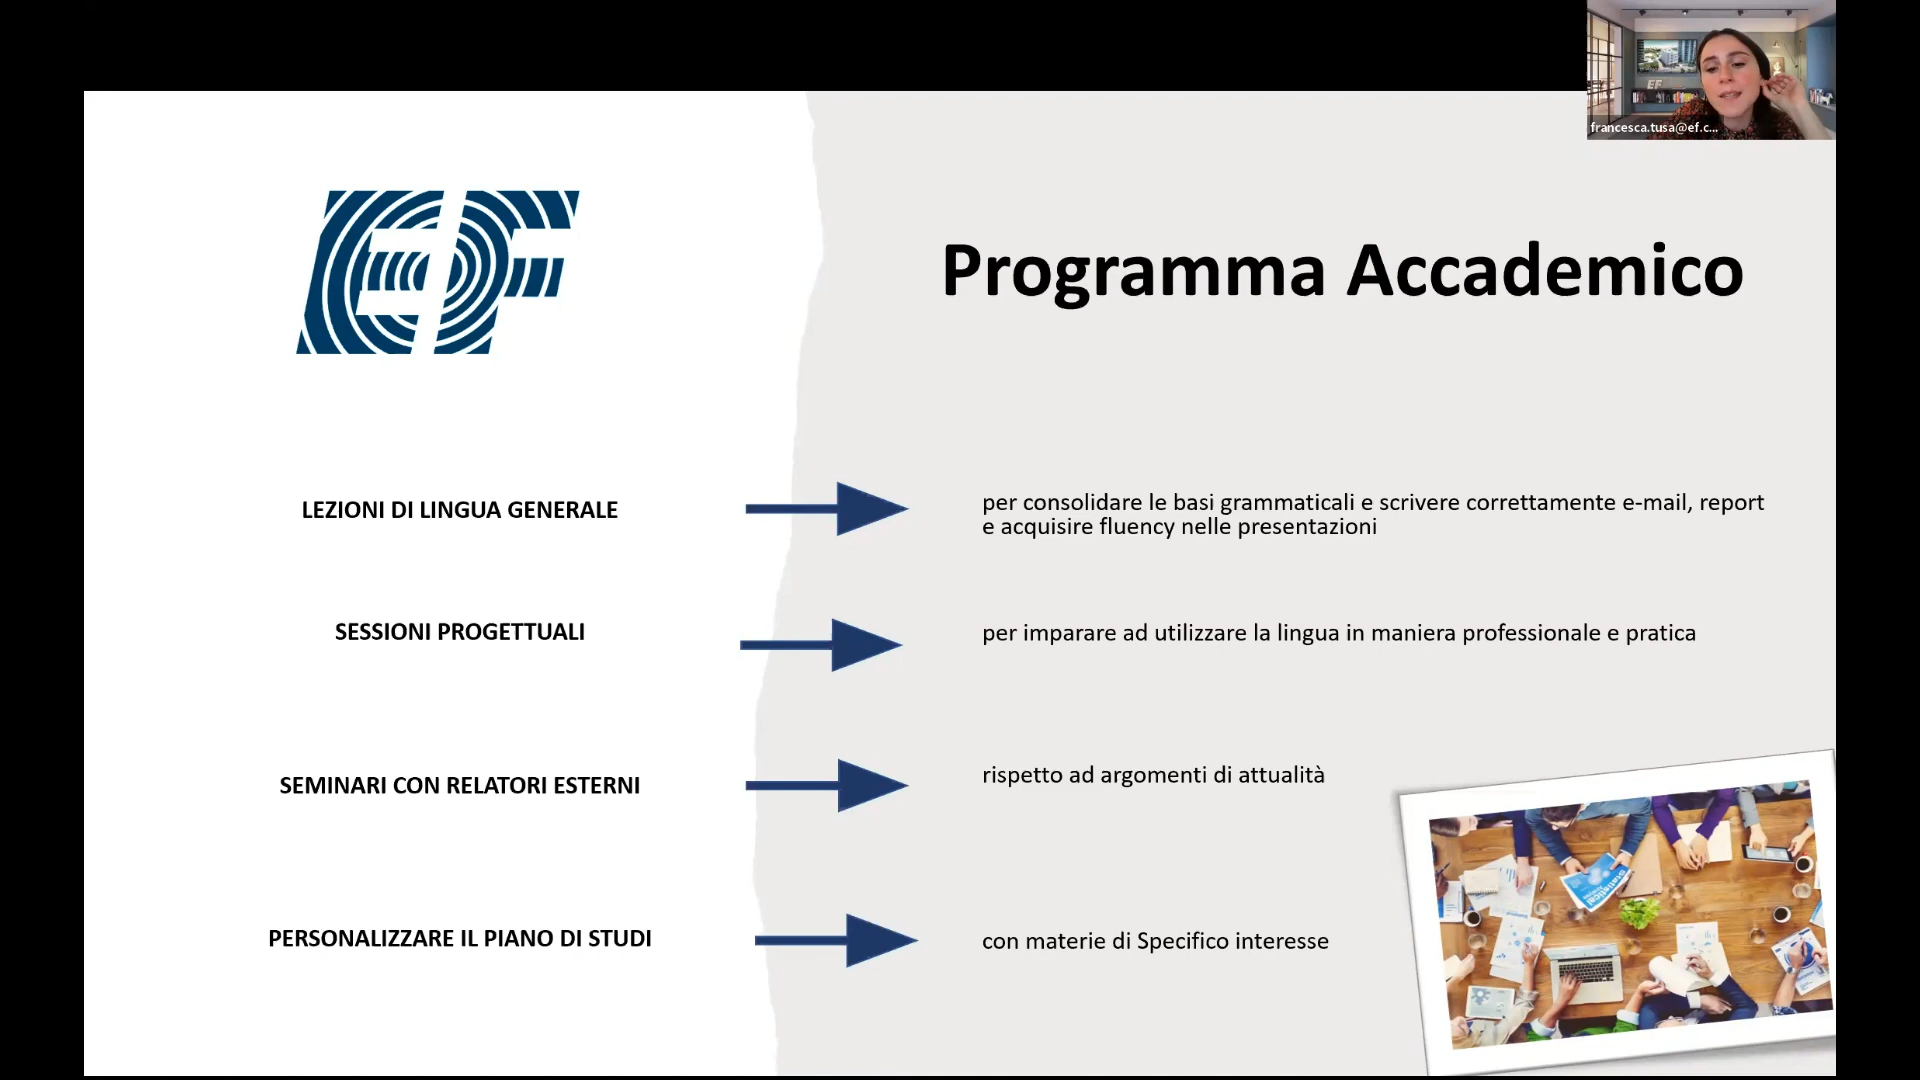 francesca.tusa@ef.c...
EF
Programma Accademico
LEZIONI DI LINGUA GENERALE
per consolidare le basi grammaticali e scrivere correttamente e-mail, report
e acquisire fluency nelle presentazioni
SESSIONI PROGETTUALI
per imparare ad utilizzare la lingua in maniera professionale e pratica
SEMINARI CON RELATORI ESTERNI
rispetto ad argomenti di attualità
PERSONALIZZARE IL PIANO DI STUDI
con materie di Specifico interesse